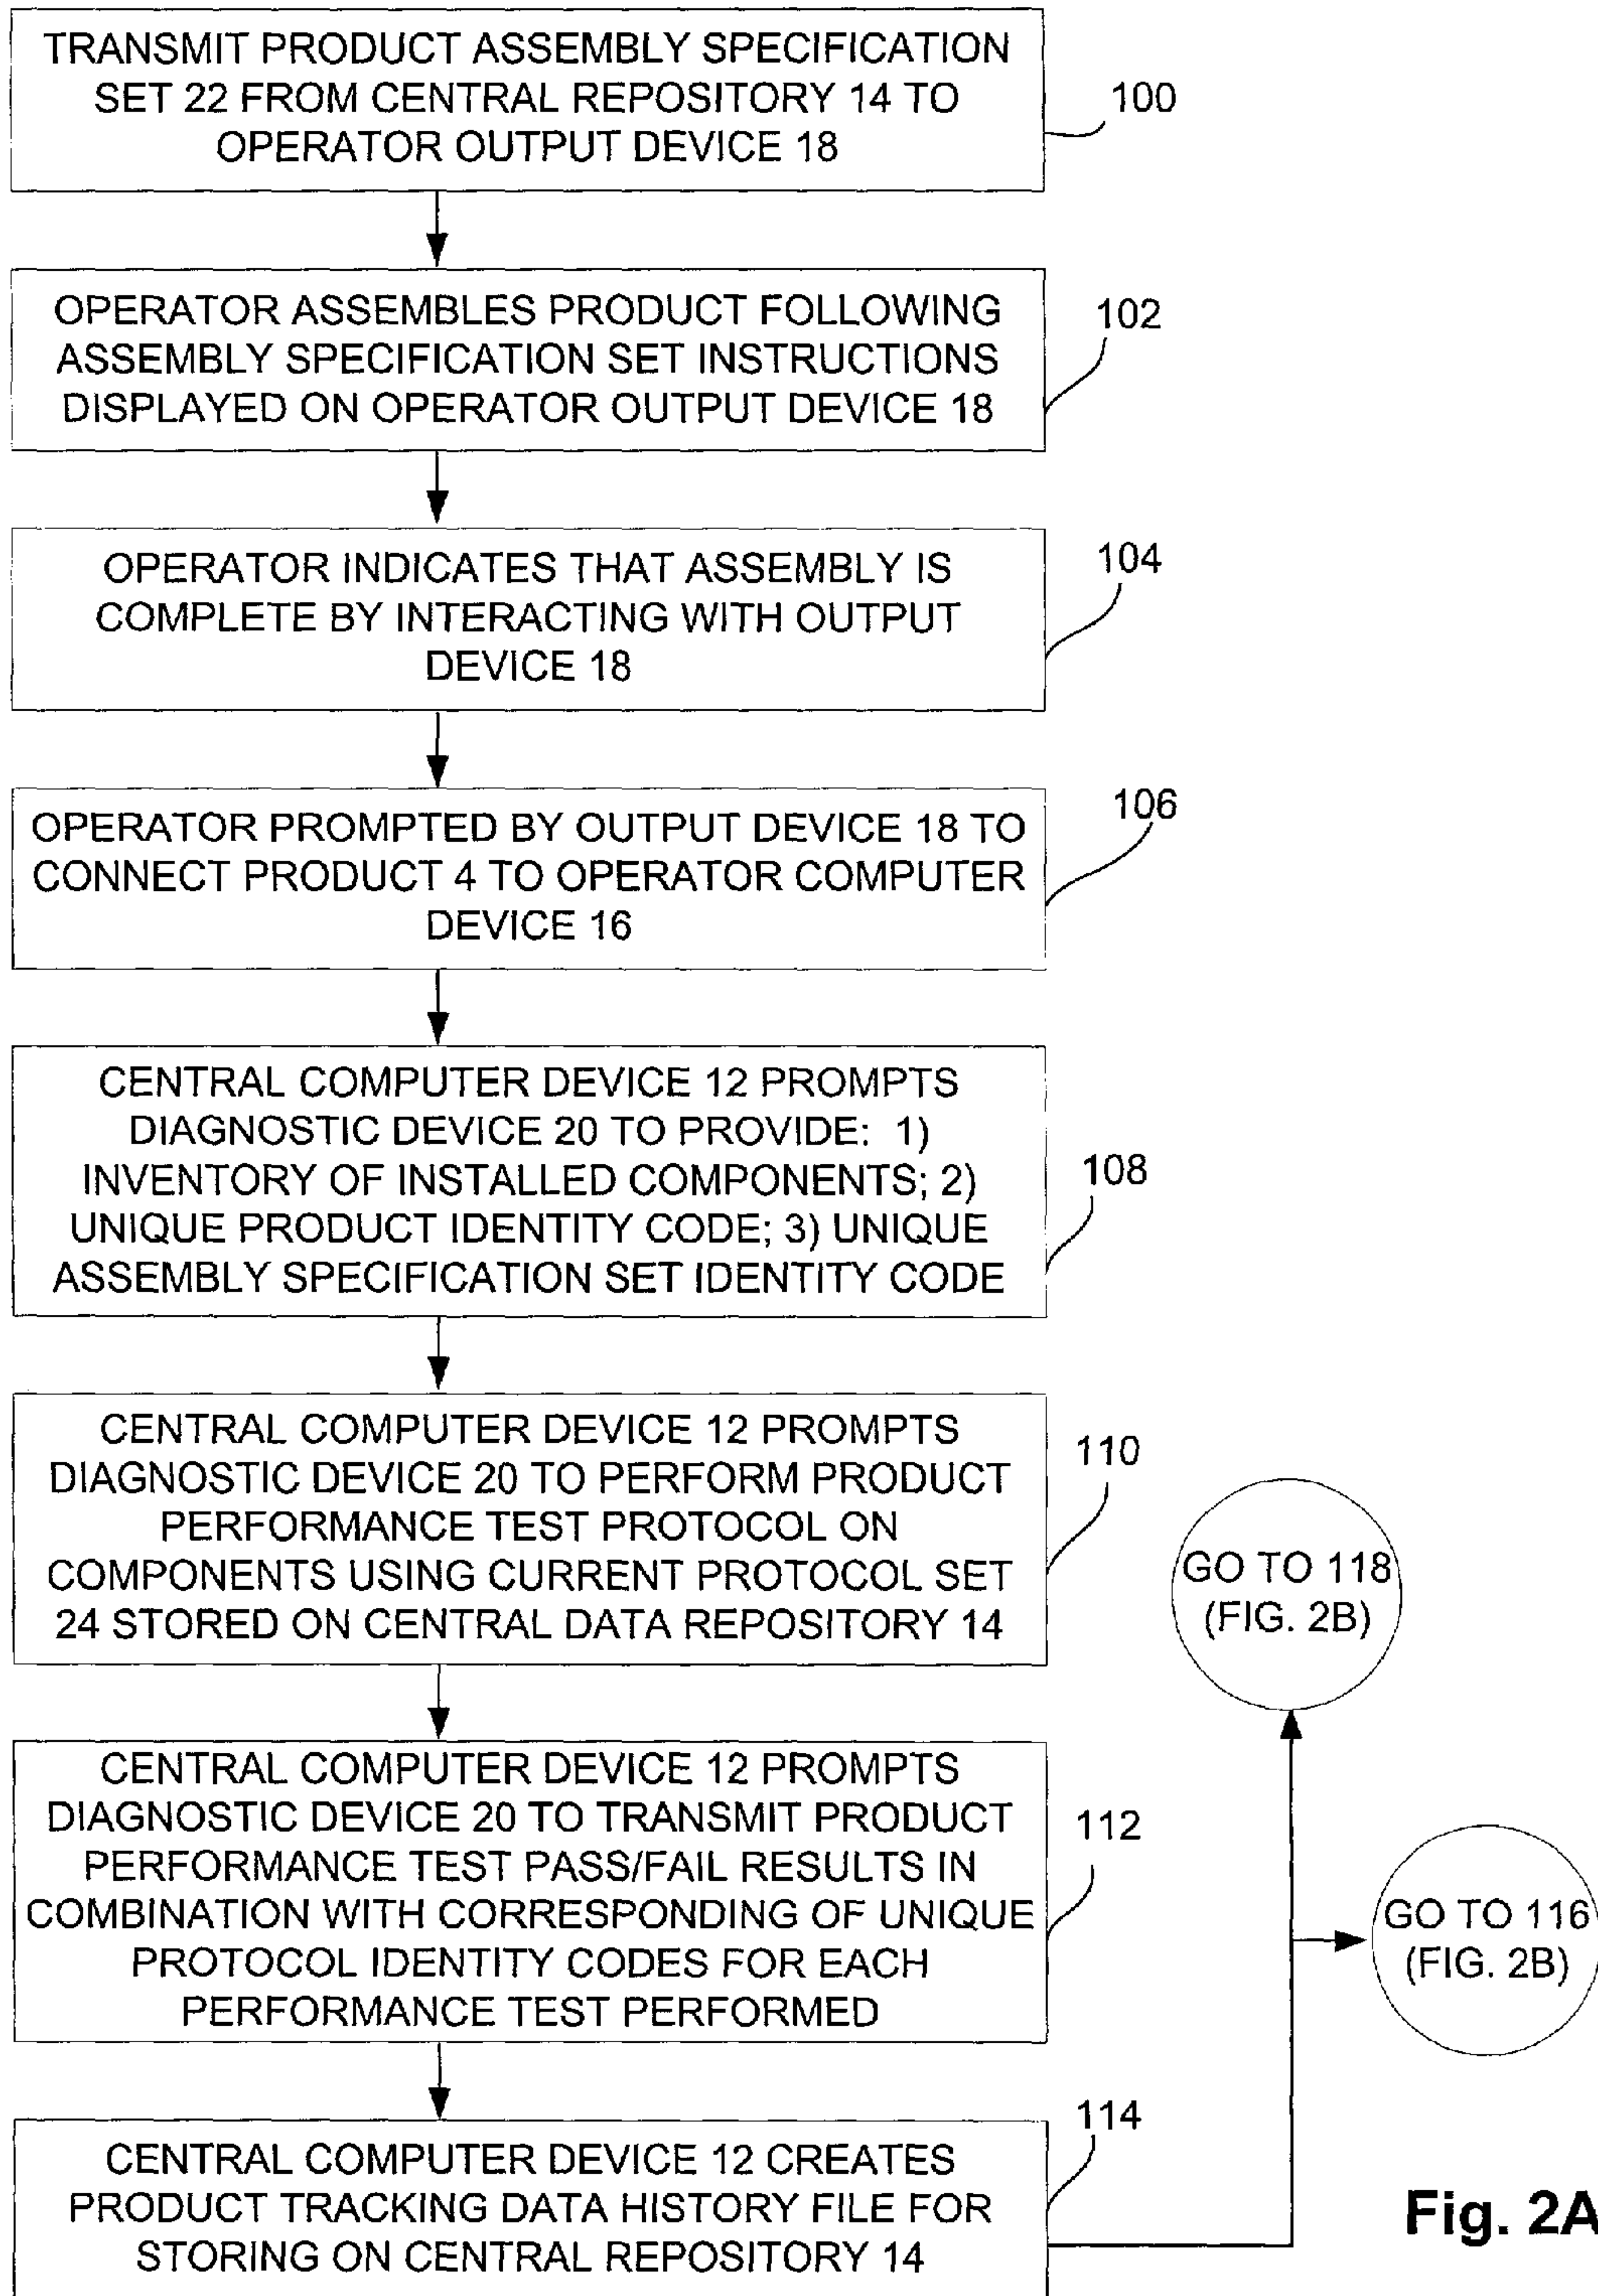 TRANSMIT PRODUCT ASSEMBLY SPECIFICATION
SET 22 FROM CENTRAL REPOSITORY 14 TO
OPERATOR OUTPUT DEVICE 18
100
OPERATOR ASSEMBLES PRODUCT FOLLOWING
ASSEMBLY SPECIFICATION SET INSTRUCTIONS
DISPLAYED ON OPERATOR OUTPUT DEVICE 18
102
OPERATOR INDICATES THAT ASSEMBLY IS
COMPLETE BY INTERACTING WITH OUTPUT
DEVICE 18
104
OPERATOR PROMPTED BY OUTPUT DEVICE 18 TO
CONNECT PRODUCT 4 TO OPERATOR COMPUTER
DEVICE 16
106
CENTRAL COMPUTER DEVICE 12 PROMPTS
DIAGNOSTIC DEVICE 20 TO PROVIDE: 1)
INVENTORY OF INSTALLED COMPONENTS; 2)
UNIQUE PRODUCT IDENTITY CODE; 3) UNIQUE
ASSEMBLY SPECIFICATION SET IDENTITY CODE
108
CENTRAL COMPUTER DEVICE 12 PROMPTS
DIAGNOSTIC DEVICE 20 TO PERFORM PRODUCT
PERFORMANCE TEST PROTOCOL ON
COMPONENTS USING CURRENT PROTOCOL SET
24 STORED ON CENTRAL DATA REPOSITORY 14
110
GO TO 118
(FIG. 2B)
CENTRAL COMPUTER DEVICE 12 PROMPTS
DIAGNOSTIC DEVICE 20 TO TRANSMIT PRODUCT
PERFORMANCE TEST PASS/FAIL RESULTS IN
COMBINATION WITH CORRESPONDING OF UNIQUE
PROTOCOL IDENTITY CODES FOR EACH
PERFORMANCE TEST PERFORMED
112
GO TO 116
(FIG. 2B)
CENTRAL COMPUTER DEVICE 12 CREATES
PRODUCT TRACKING DATA HISTORY FILE FOR
STORING ON CENTRAL REPOSITORY 14
114
Fig. 2A